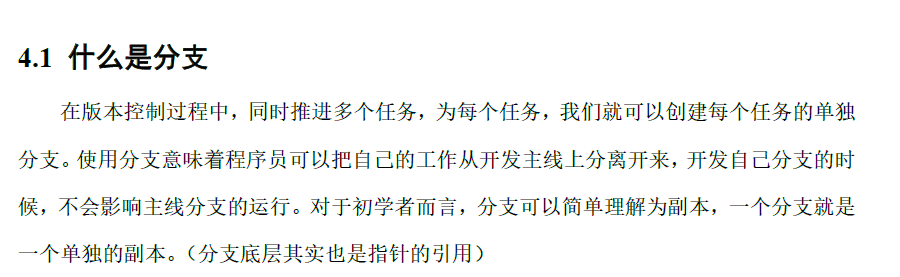 4.1 什么是分支
在版本控制过程中，同时推进多个任务，为每个任务，我们就可以创建每个任务的单独
分支。使用分支意味着程序员可以把自己的工作从开发主线上分离开来，开发自己分支的时
候，不会影响主线分支的运行。对于初学者而言，分支可以简单理解为副本，一个分支就是
一个单独的副本。（分支底层其实也是指针的引用）